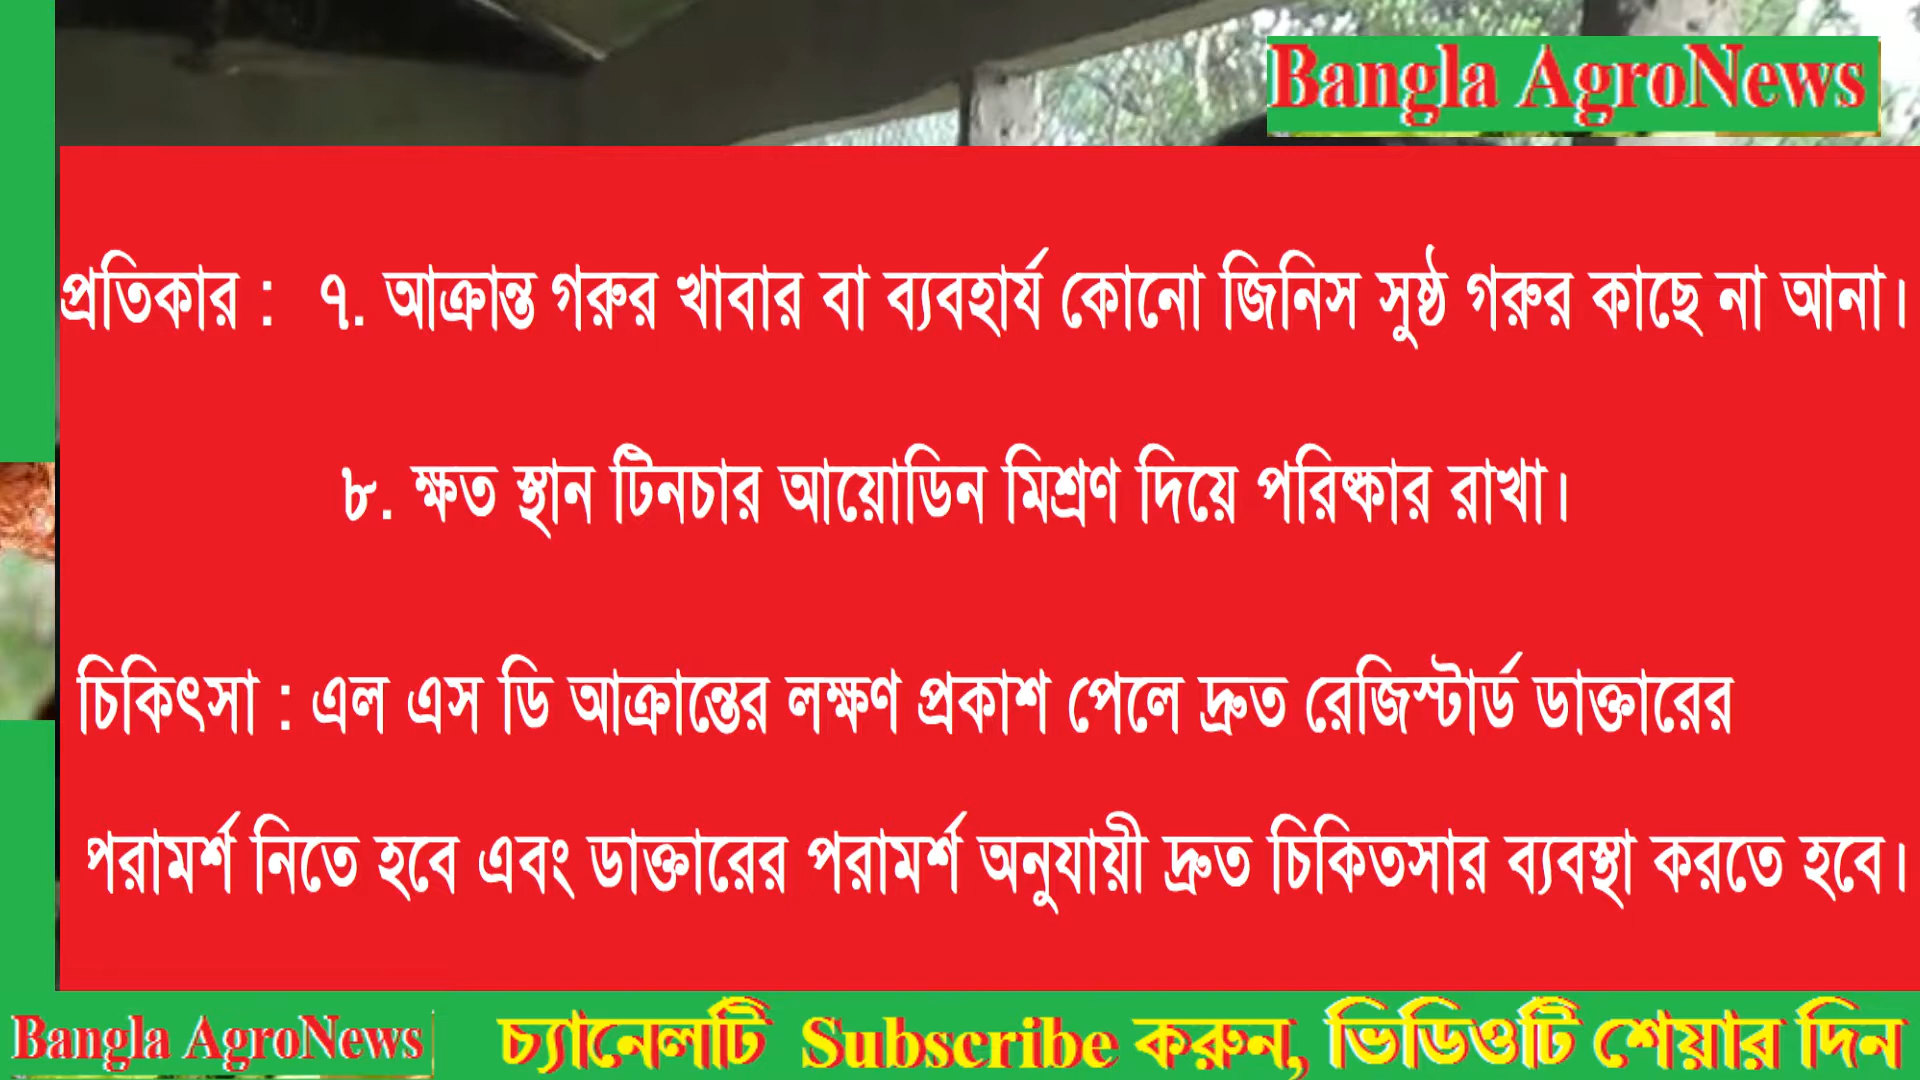 Bangla AgroNews
প্রতিকার : ৭. আক্রান্ত গরুর খাবার বা ব্যবহার্য কোনো জিনিস সুষ্ঠ গরুর কাছে না আনা।
৮. ক্ষত স্থান টিনচার আয়োডিন মিশ্রণ দিয়ে পরিষ্কার রাখা।
চিকিৎসা : এল এস ডি আক্রান্তের লক্ষণ প্রকাশ পেলে দ্রুত রেজিস্টার্ড ডাক্তারের
পরামর্শ নিতে হবে এবং ডাক্তারের পরামর্শ অনুযায়ী দ্রুত চিকিতসার ব্যবস্থা করতে হবে।
Bangla AgroNews চ্যানেলটি Subscribe করুন, ভিডিওটি শেয়ার দিন